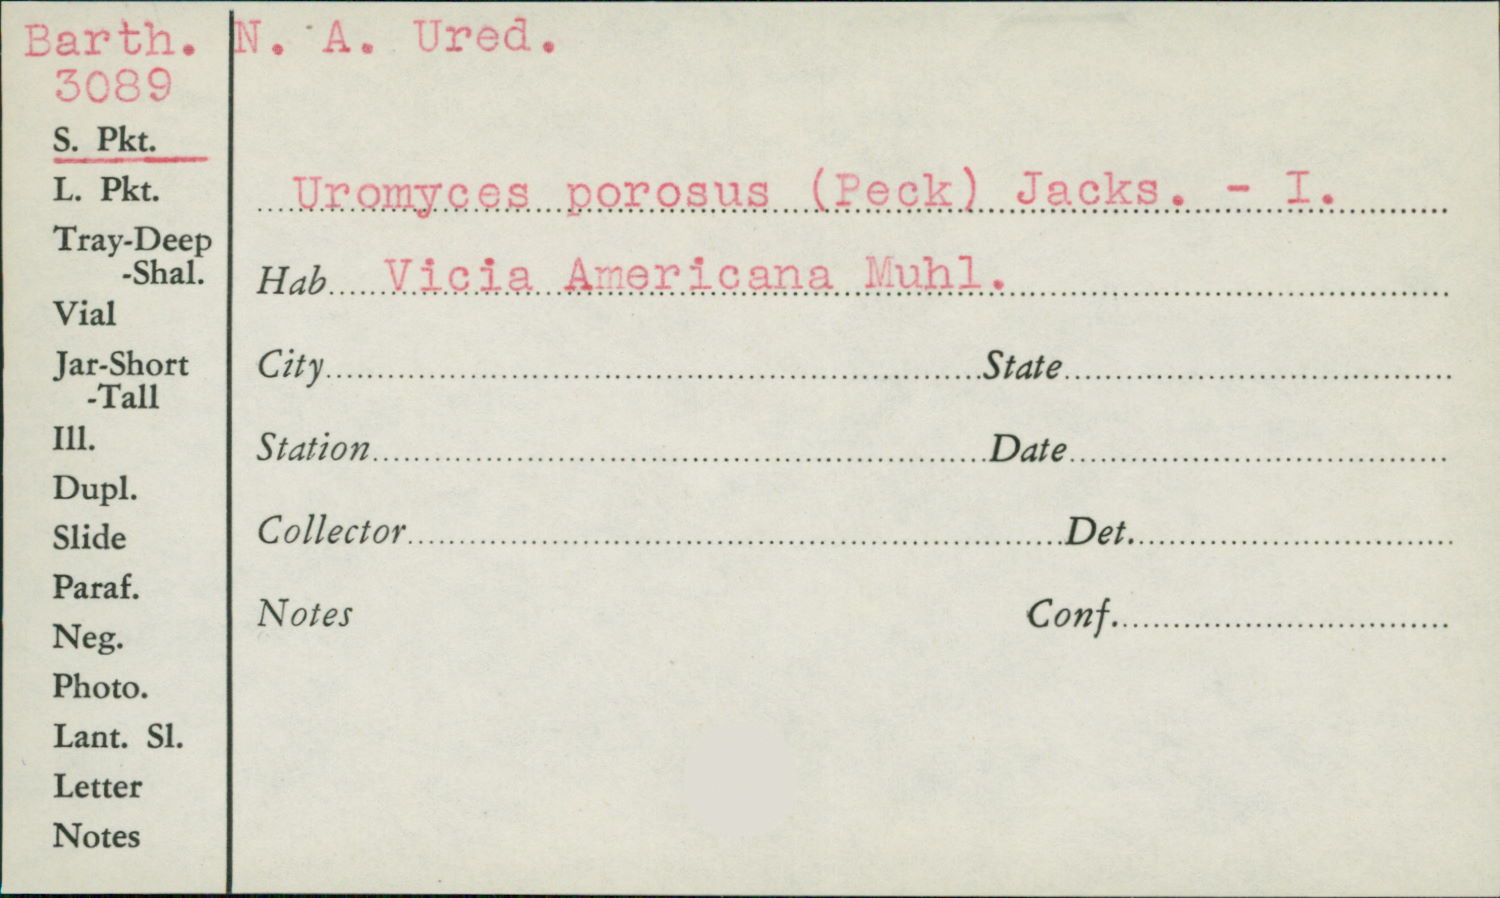 Barth. N. A. Ured.
3089
S. Pkt.
L. Pkt.
Uromyces porosus (Peck) Jacks. - I.
Tray-Deep
-Shal.
Hab. Vicia Americana Muhl.
Vial
Jar-Short
-Tall
City State
Ill.
Station Date
Dupl.
Slide
Collector Det.
Paraf.
Notes Conf.
Neg.
Photo.
Lant. Sl.
Letter
Notes